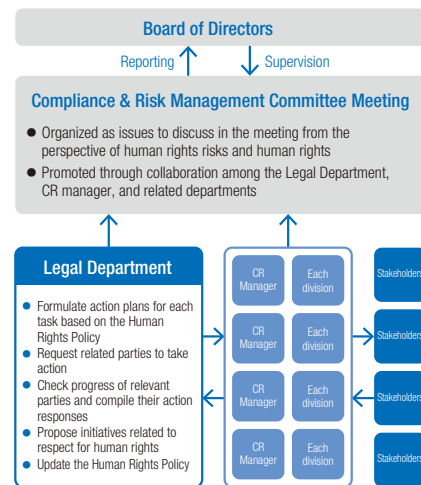 Board of Directors
Reporting
Supervision
Compliance & Risk Management Committee Meeting
● Organized as issues to discuss in the meeting from the
perspective of human rights risks and human rights
● Promoted through collaboration among the Legal Department,
CR manager, and related departments
Legal Department
● Formulate action plans for each
task based on the Human
Rights Policy
● Request related parties to take
action
● Check progress of relevant
parties and compile their action
responses
● Propose initiatives related to
respect for human rights
● Update the Human Rights Policy
CR
Manager
Each
division
Stakeholders
CR
Manager
Each
division
Stakeholders
CR
Manager
Each
division
Stakeholders
CR
Manager
Each
division
Stakeholders